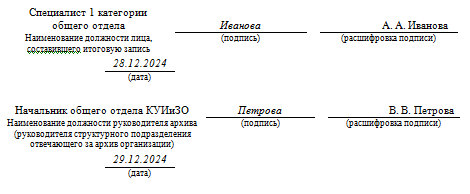 Специалист 1 категории
общего отдела Иванова А. А. Иванова
Наименование должности лица, (подпись) (расшифровка подписи)
составившего итоговую запись
28.12.2024
(дата)
Начальник общего отдела КУИиЗО Петрова В. В. Петрова
Наименование должности руководителя архива (подпись) (расшифровка подписи)
(руководителя структурного подразделения
отвечающего за архив организации)
29.12.2024
(дата)